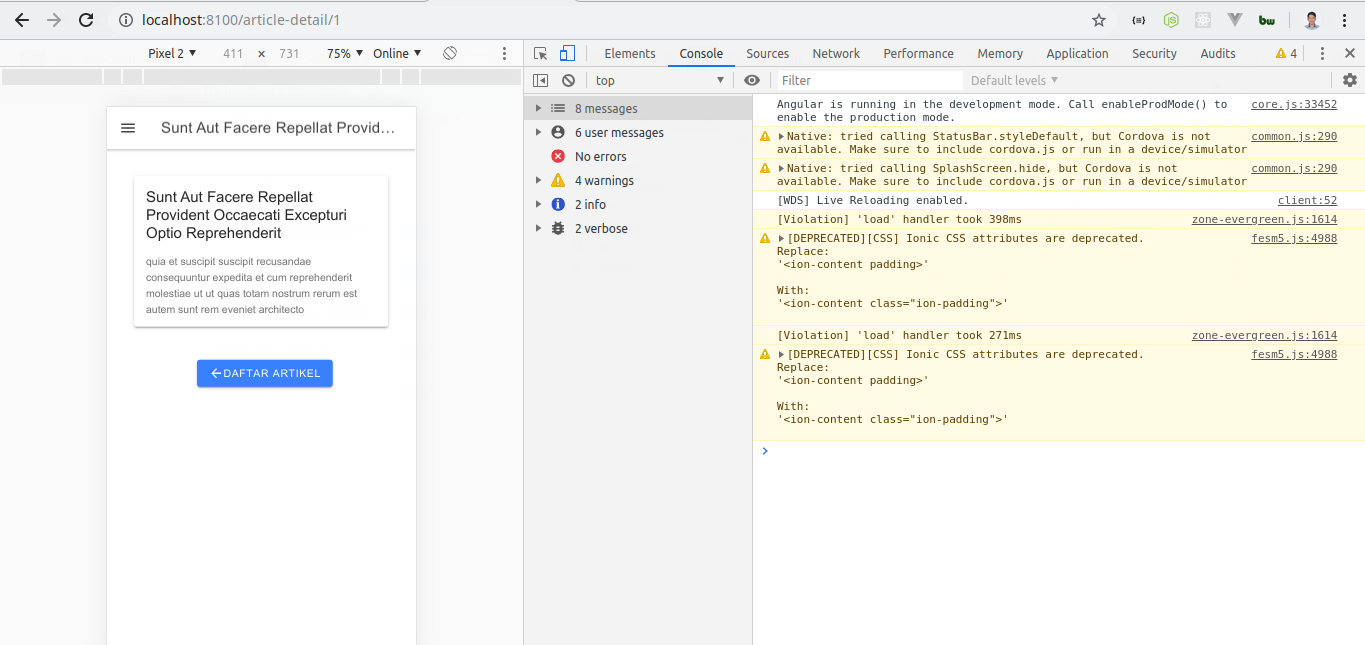 localhost:8100/article-detail/1
Pixel 2 ▼ 411 × 731 75% ▼ Online ▼
Elements Console Sources Network Performance Memory Application Security Audits 4
top ▼ Filter Default levels ▼
Sunt Aut Facere Repellat Provid…
Sunt Aut Facere Repellat
Provident Occaecati Excepturi
Optio Reprehenderit
quia et suscipit suscipit recusandae
consequuntur expedita et cum reprehenderit
molestiae ut ut quas totam nostrum rerum est
autem sunt rem eveniet architecto
DAFTAR ARTIKEL
8 messages
6 user messages
No errors
4 warnings
2 info
2 verbose
Angular is running in the development mode. Call enableProdMode() to core.js:33452
enable the production mode.
Native: tried calling StatusBar.styleDefault, but Cordova is not common.js:290
available. Make sure to include cordova.js or run in a device/simulator
Native: tried calling SplashScreen.hide, but Cordova is not common.js:290
available. Make sure to include cordova.js or run in a device/simulator
[WDS] Live Reloading enabled. client:52
[Violation] 'load' handler took 398ms zone-evergreen.js:1614
[DEPRECATED][CSS] Ionic CSS attributes are deprecated. fesm5.js:4988
Replace:
'<ion-content padding>'
With:
'<ion-content class="ion-padding">'
[Violation] 'load' handler took 271ms zone-evergreen.js:1614
[DEPRECATED][CSS] Ionic CSS attributes are deprecated. fesm5.js:4988
Replace:
'<ion-content padding>'
With:
'<ion-content class="ion-padding">'